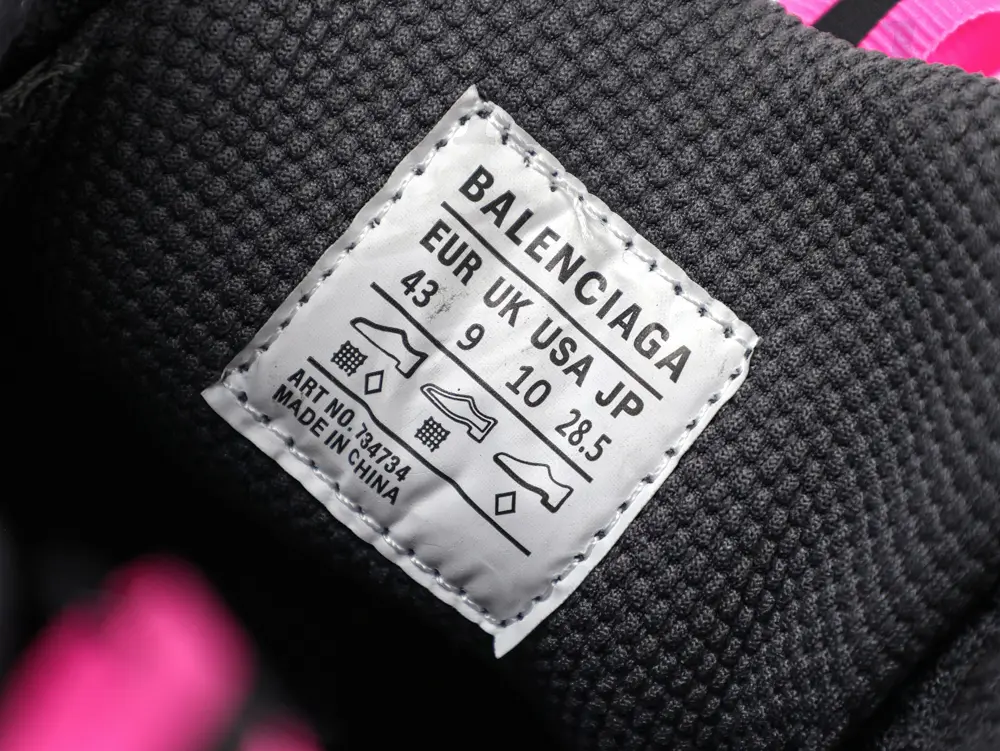 BALENCIAGA
EUR UK USA JP
43 9 10 28.5
ART NO. 734734
MADE IN CHINA